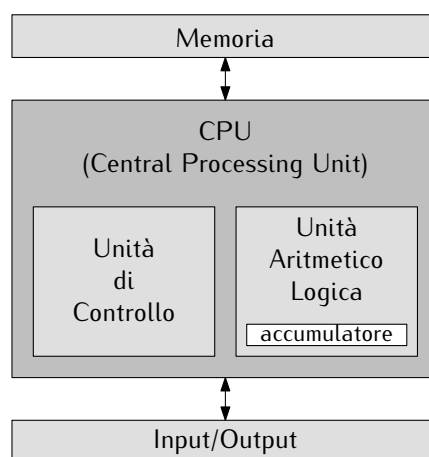 Memoria
CPU
(Central Processing Unit)
Unità
di
Controllo
Unità
Aritmetico
Logica
accumulatore
Input/Output